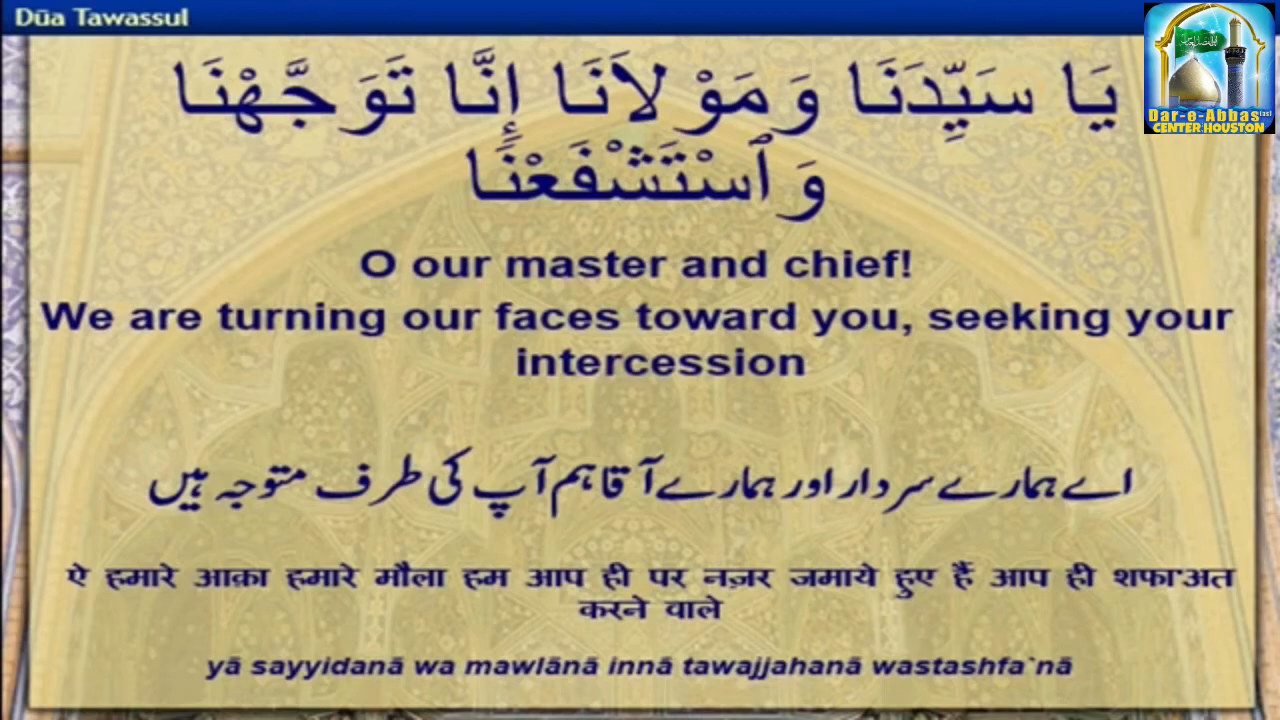 Dūa Tawassul
يَا سَيِّدَنَا وَمَوْلاَنَا إِنَّا تَوَجَّهْنَا
وَٱسْتَشْفَعْنَا
O our master and chief!
We are turning our faces toward you, seeking your
intercession
اے ہمارے سردار اور ہمارے آقا ہم آپ کی طرف متوجہ ہیں
ऐ हमारे आक़ा हमारे मौला हम आप ही पर नज़र जमाये हुए हैं आप ही शफा'अत
करने वाले
yā sayyidanā wa mawlānā innā tawajjahanā wastashfa`nā
Dar-e-Abbas(as)
CENTER HOUSTON